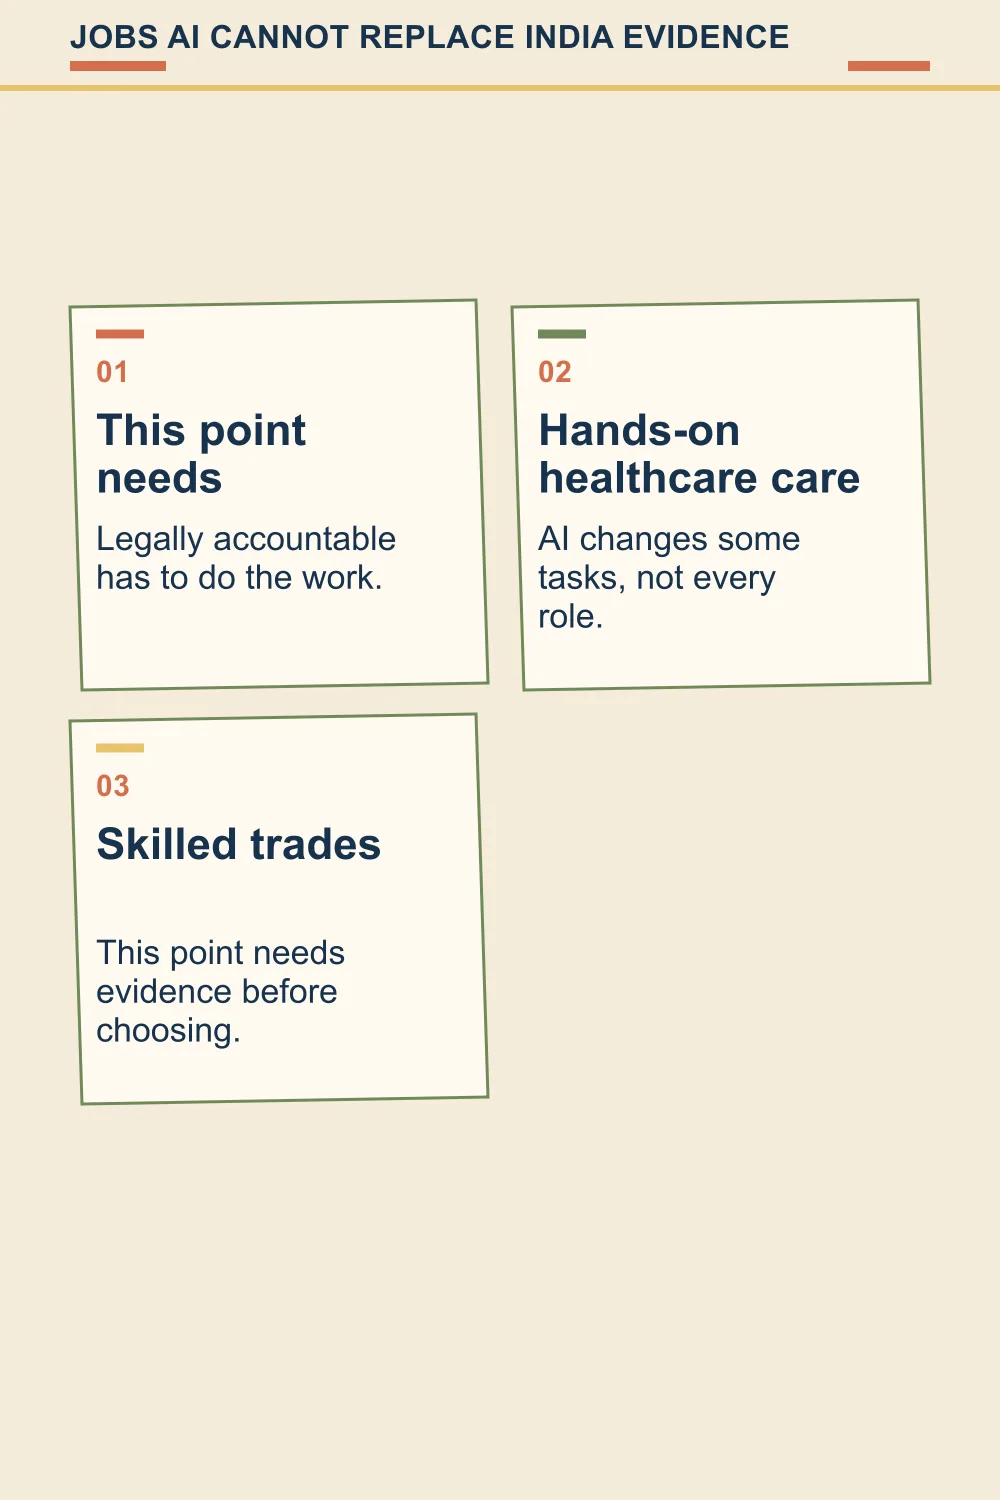 JOBS AI CANNOT REPLACE INDIA EVIDENCE
01
This point
needs
Legally accountable
has to do the work.
02
Hands-on
healthcare care
AI changes some
tasks, not every
role.
03
Skilled trades
This point needs
evidence before
choosing.